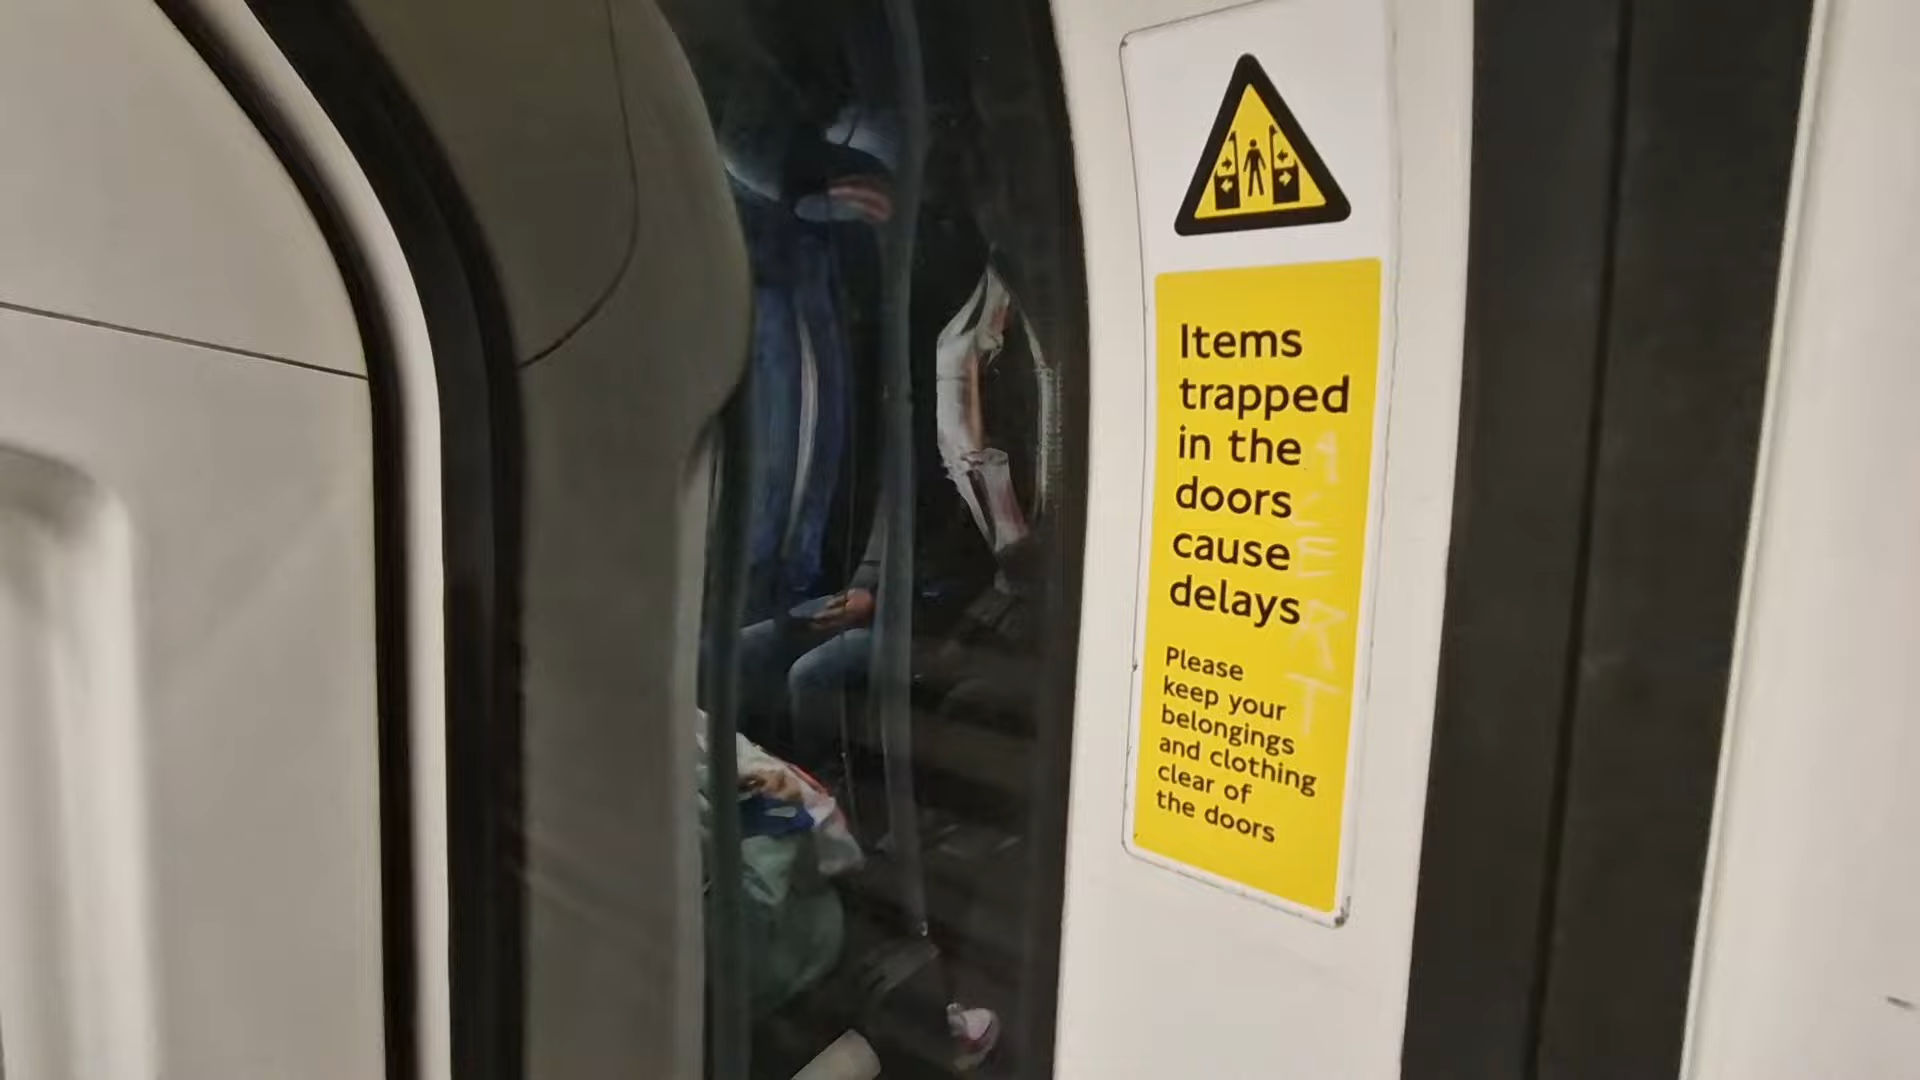 Items
trapped
in the
doors
cause
delays
Please
keep your
belongings
and clothing
clear of
the doors